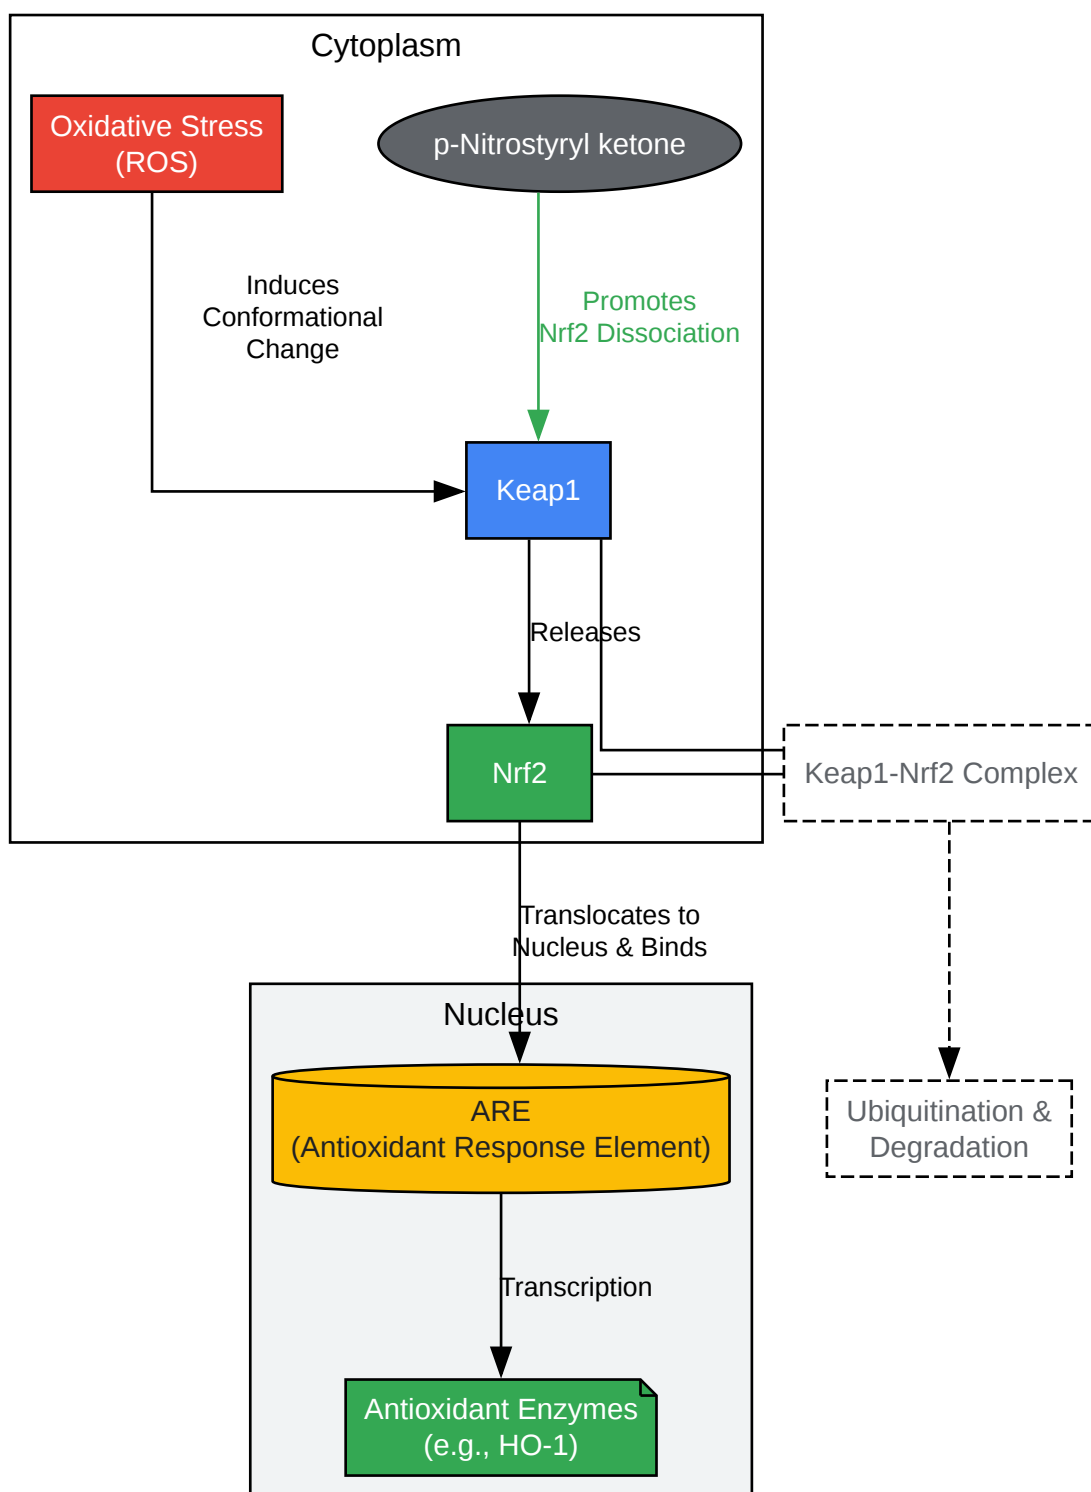 Cytoplasm
Oxidative Stress
(ROS)
p-Nitrostyryl ketone
Induces
Conformational
Change
Promotes
Nrf2 Dissociation
Keap1
Releases
Nrf2
Keap1-Nrf2 Complex
Translocates to
Nucleus & Binds
Nucleus
ARE
(Antioxidant Response Element)
Ubiquitination &
Degradation
Transcription
Antioxidant Enzymes
(e.g., HO-1)